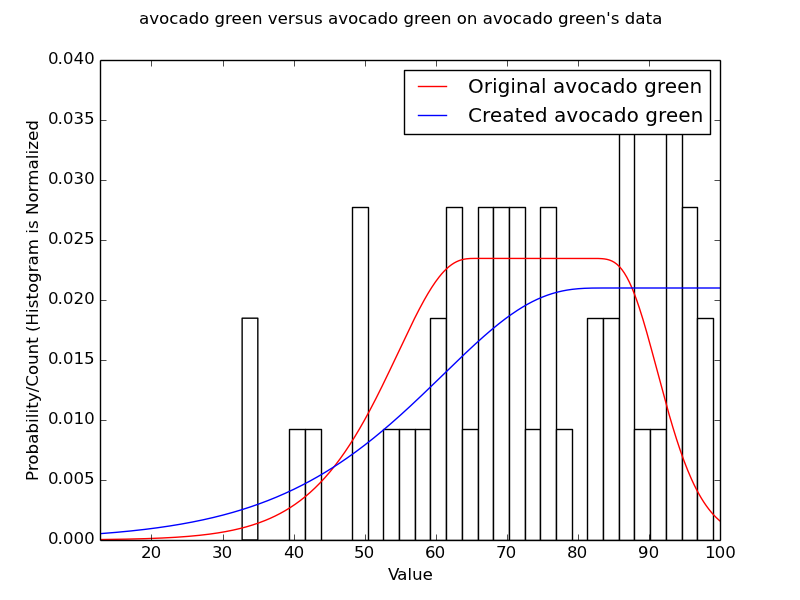 avocado green versus avocado green on avocado green's data
0.040
0.035
0.030
0.025
0.020
0.015
0.010
0.005
0.000
Probability/Count (Histogram is Normalized
Original avocado green
Created avocado green
20 30 40 50 60 70 80 90 100
Value